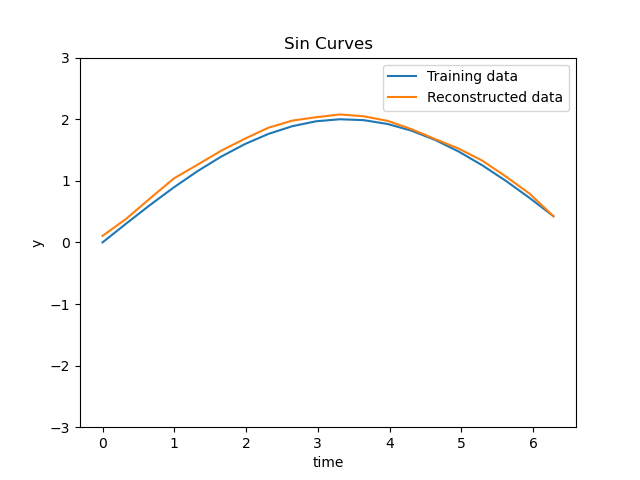 Sin Curves
Training data
Reconstructed data
3
2
1
0
−1
−2
−3
y
0 1 2 3 4 5 6
time